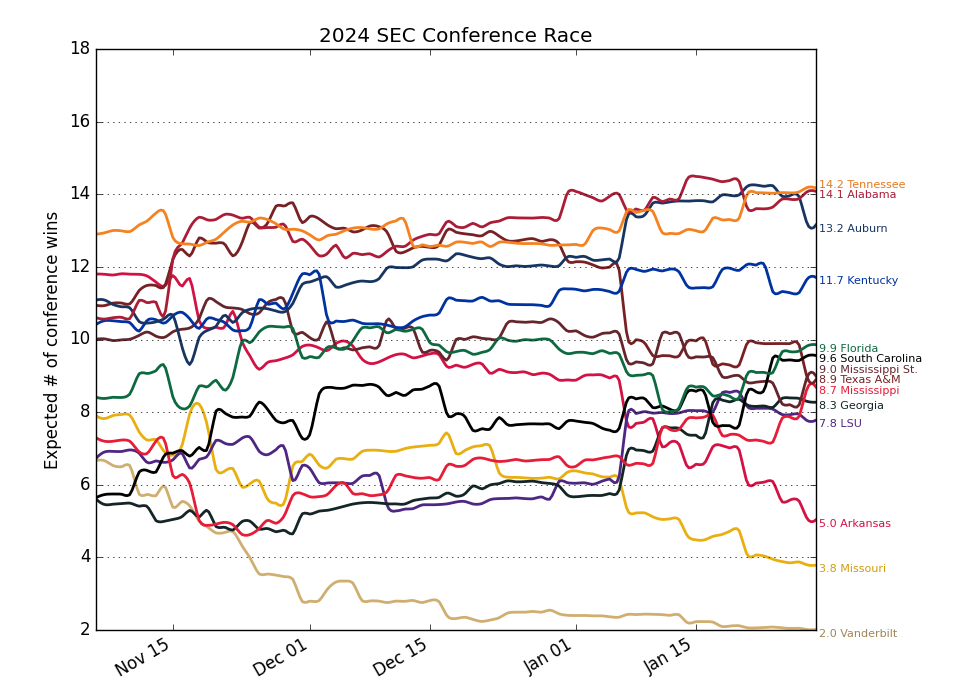 2024 SEC Conference Race
Expected # of conference wins
18
16
14
12
10
8
6
4
2
Nov 15
Dec 01
Dec 15
Jan 01
Jan 15
14.2 Tennessee
14.1 Alabama
13.2 Auburn
11.7 Kentucky
9.9 Florida
9.6 South Carolina
9.0 Mississippi St.
8.9 Texas A&M
8.7 Mississippi
8.3 Georgia
7.8 LSU
5.0 Arkansas
3.8 Missouri
2.0 Vanderbilt